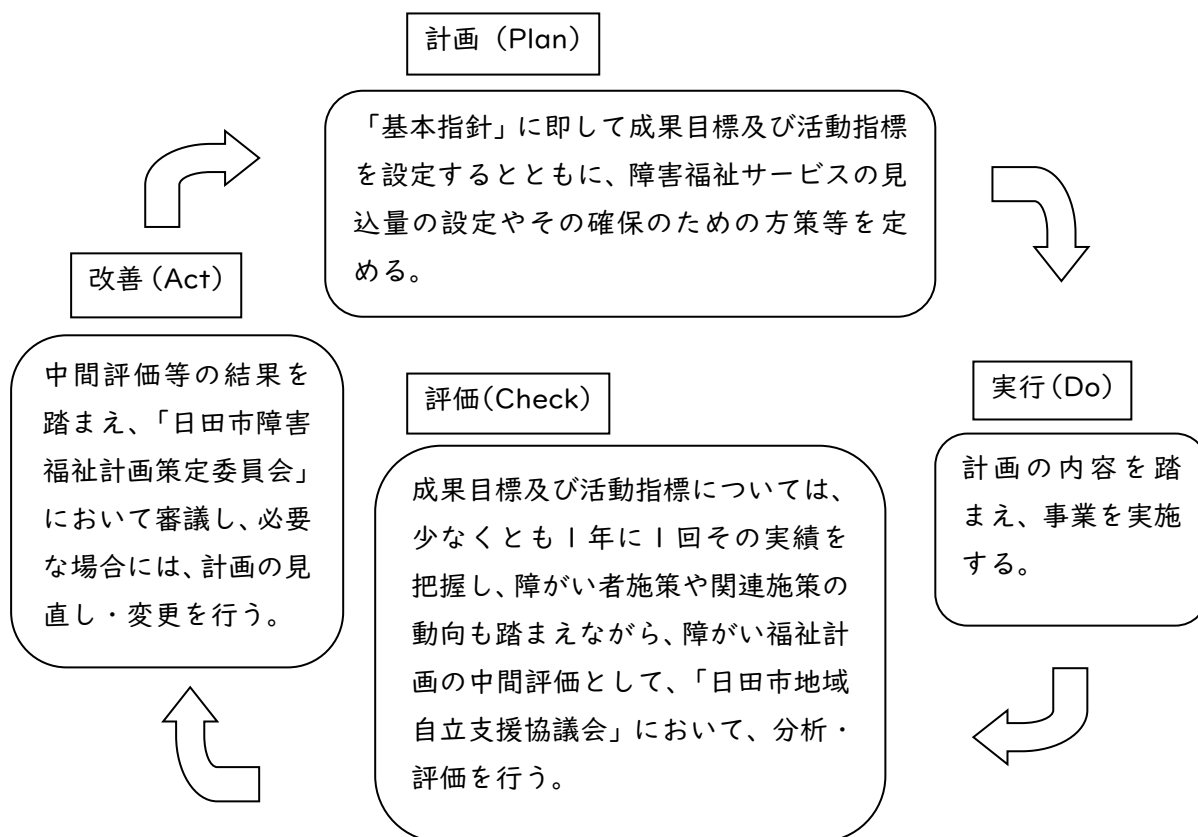 計画（Plan）
「基本指針」に即して成果目標及び活動指標
を設定するとともに、障害福祉サービスの見
込量の設定やその確保のための方策等を定
める。
改善（Act）
中間評価等の結果を
踏まえ、「日田市障害
福祉計画策定委員会」
において審議し、必要
な場合には、計画の見
直し・変更を行う。
評価（Check）
成果目標及び活動指標については、
少なくとも１年に１回その実績を
把握し、障がい者施策や関連施策の
動向も踏まえながら、障がい福祉計
画の中間評価として、「日田市地域
自立支援協議会」において、分析・
評価を行う。
実行（Do）
計画の内容を踏
まえ、事業を実施
する。